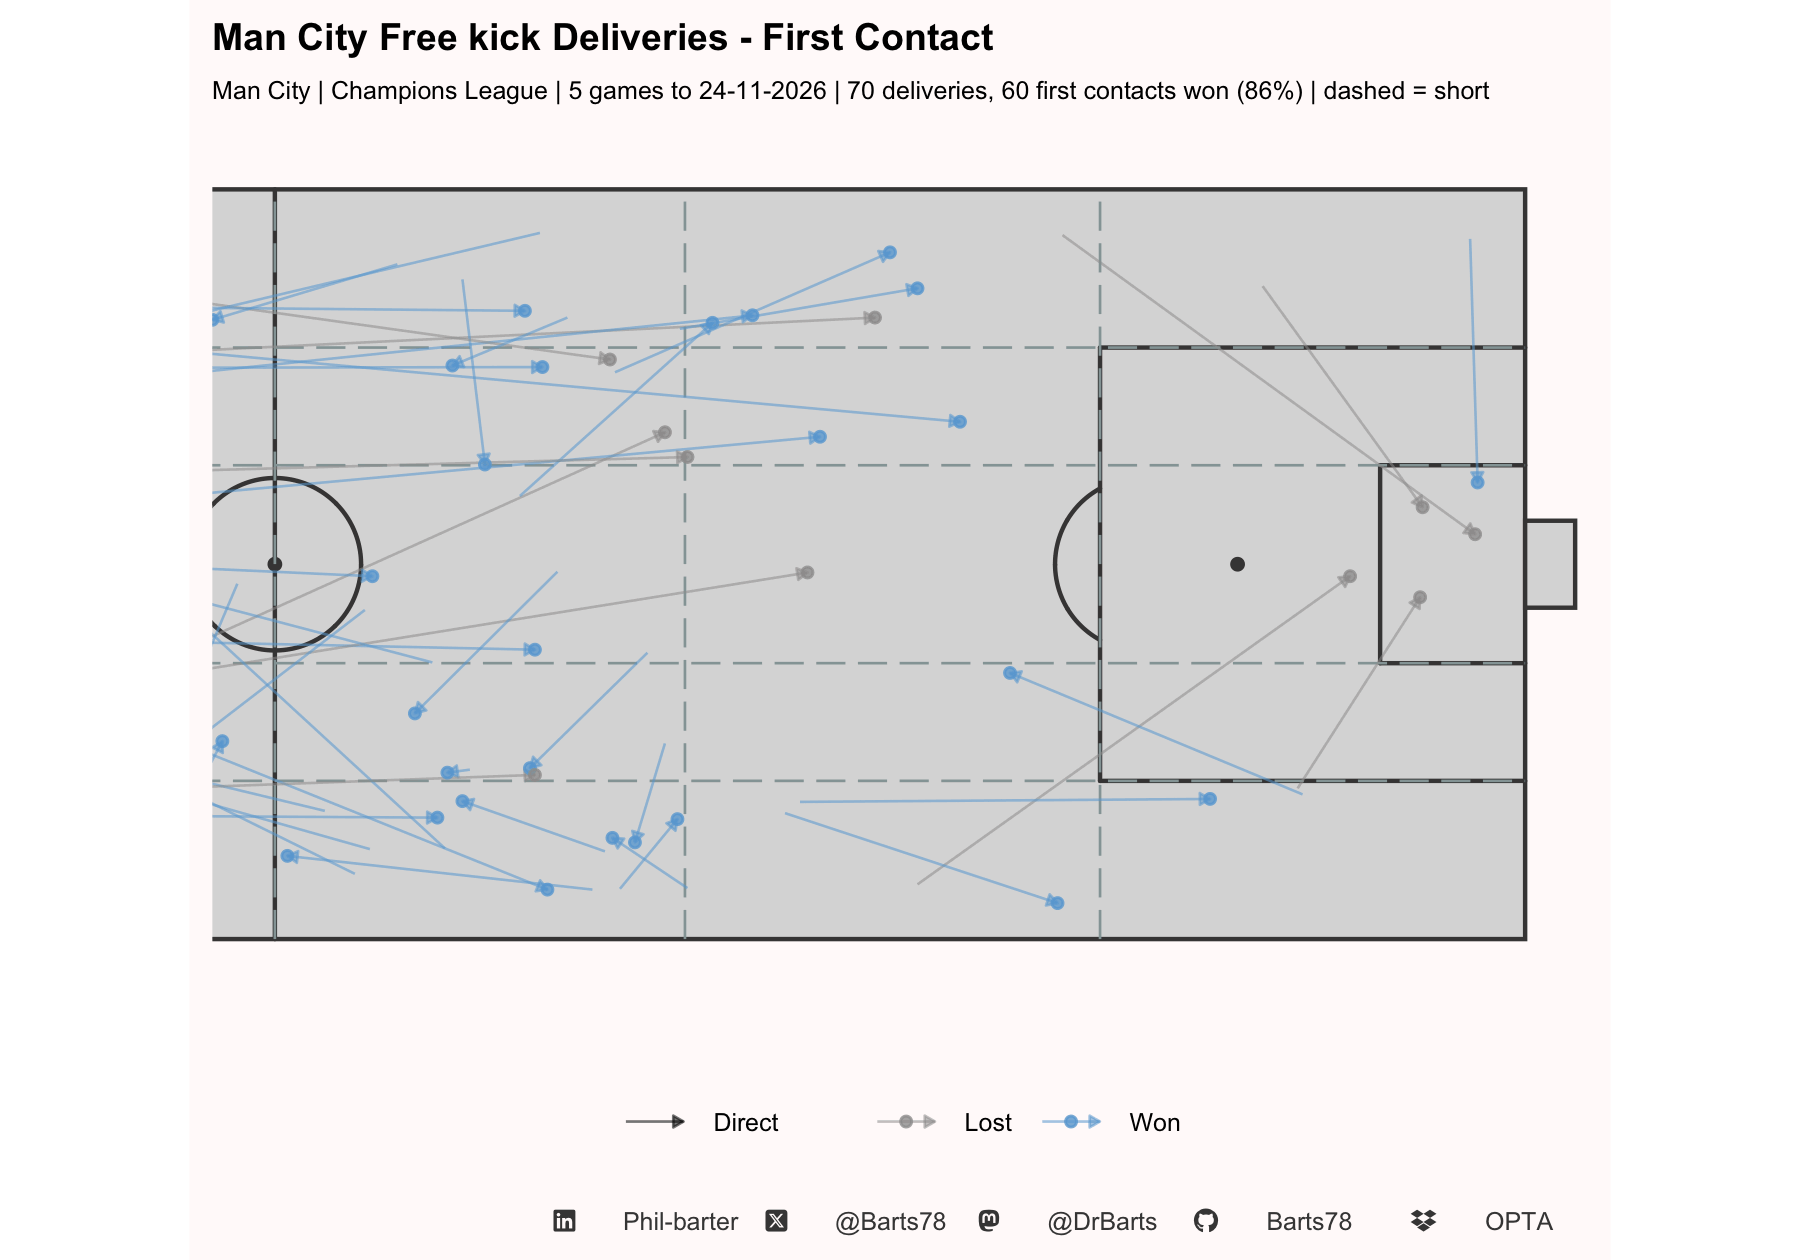 Man City Free kick Deliveries - First Contact
Man City | Champions League | 5 games to 24-11-2026 | 70 deliveries, 60 first contacts won (86%) | dashed = short
Direct Lost Won
Phil-barter @Barts78 @DrBarts Barts78 OPTA